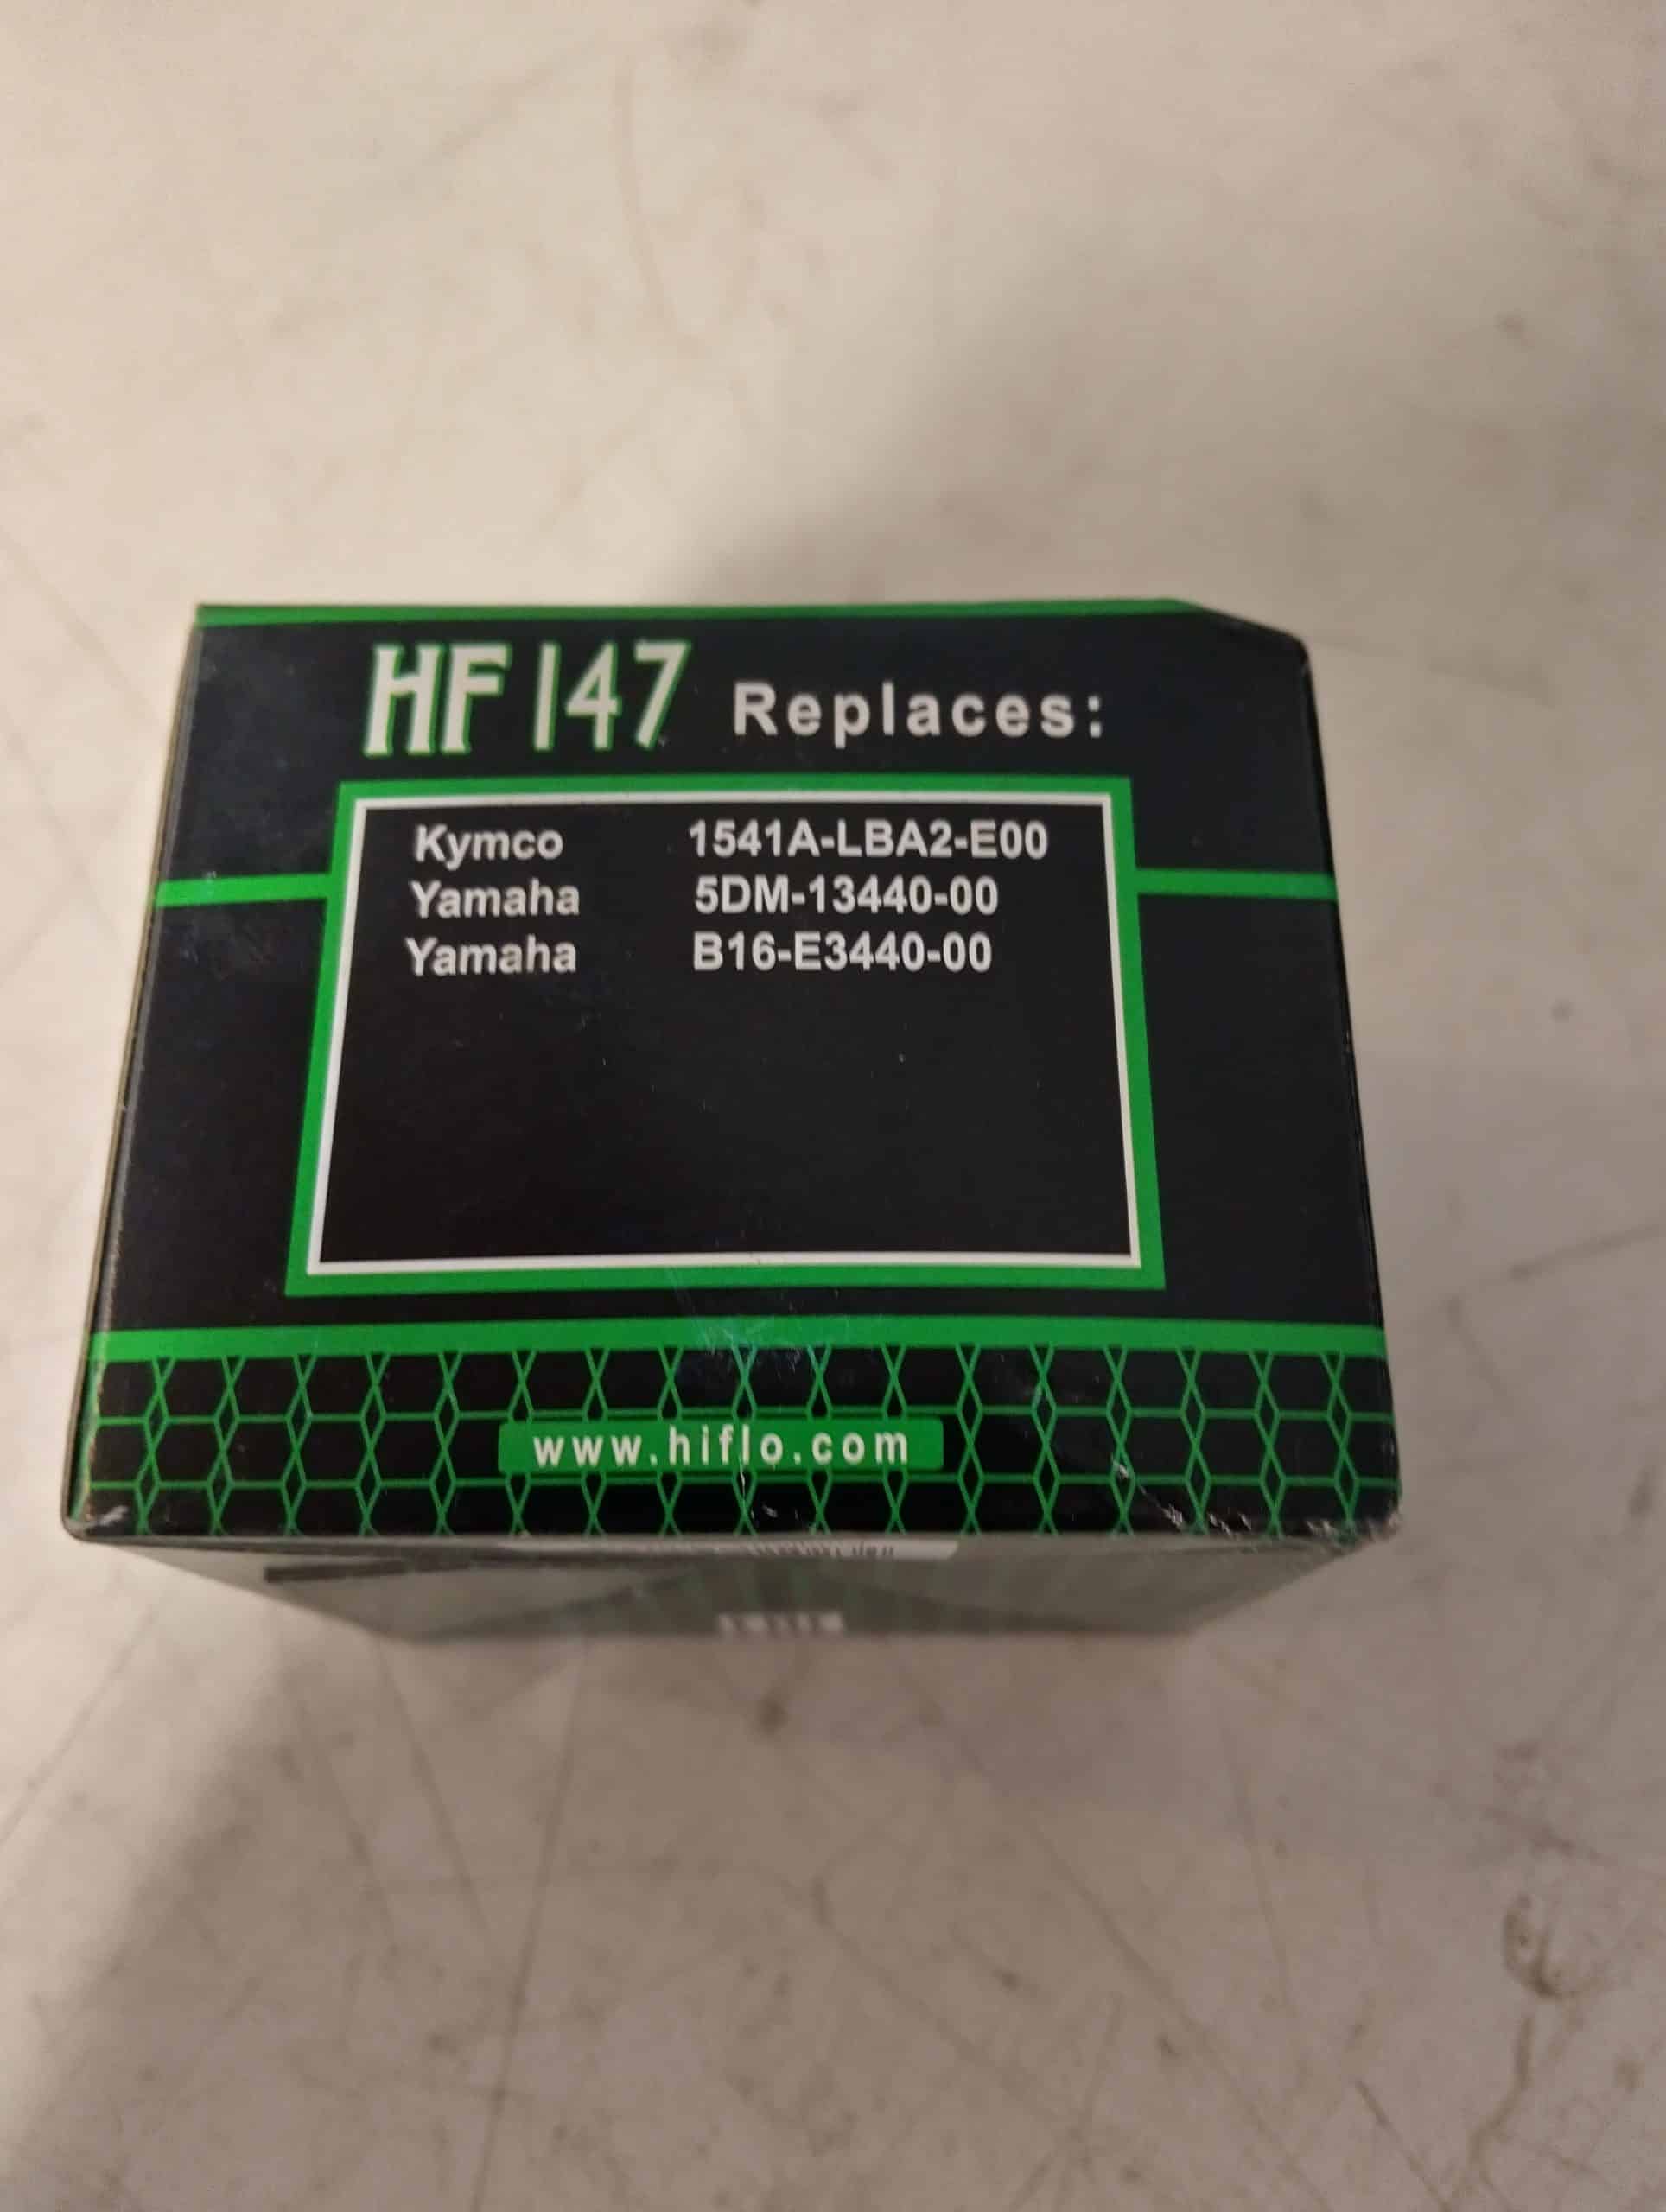 HF147 Replaces:
Kymco 1541A-LBA2-E00
Yamaha 5DM-13440-00
Yamaha B16-E3440-00
www.hiflo.com